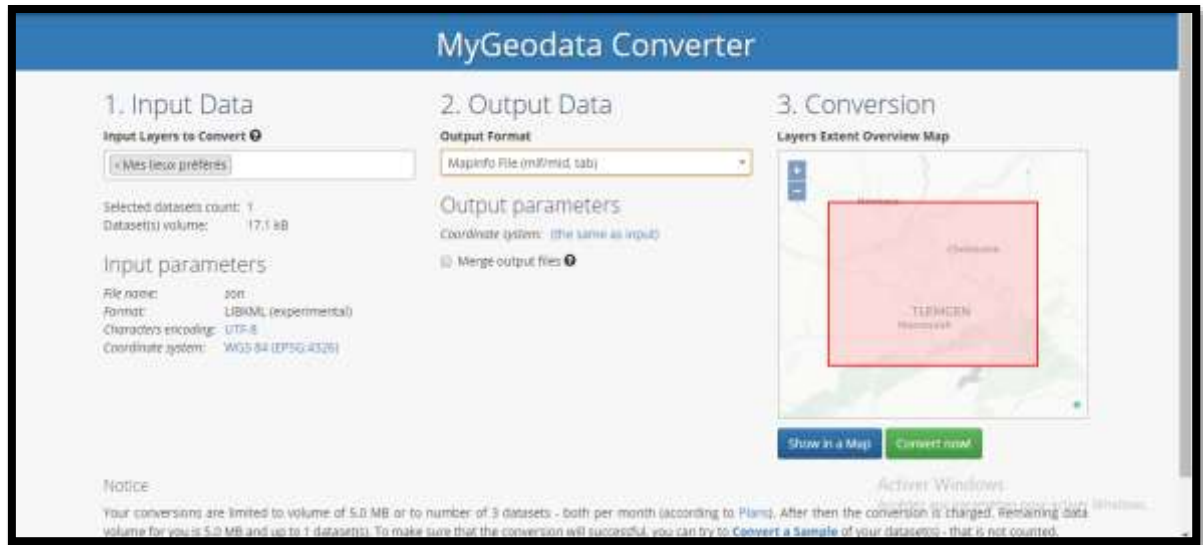 MyGeodata Converter
1. Input Data
Input Layers to Convert
× Mes lieux préférés
Selected datasets count: 1
Dataset(s) volume: 17.1 kB
Input parameters
File name: zon
Format: LIBKML (experimental)
Characters encoding: UTF-8
Coordinate system: WGS 84 (EPSG:4326)
2. Output Data
Output Format
MapInfo File (mif/mid, tab)
Output parameters
Coordinate system: (the same as input)
Merge output files
3. Conversion
Layers Extent Overview Map
+
−
TLEMCEN
Mansourah
Show in a Map
Convert now!
Activer Windows
Notice
Your conversions are limited to volume of 5.0 MB or to number of 3 datasets - both per month (according to Plans). After then the conversion is charged. Remaining data
volume for you is 5.0 MB and up to 1 dataset(s). To make sure that the conversion will successful, you can try to Convert a Sample of your dataset(s) - that is not counted.